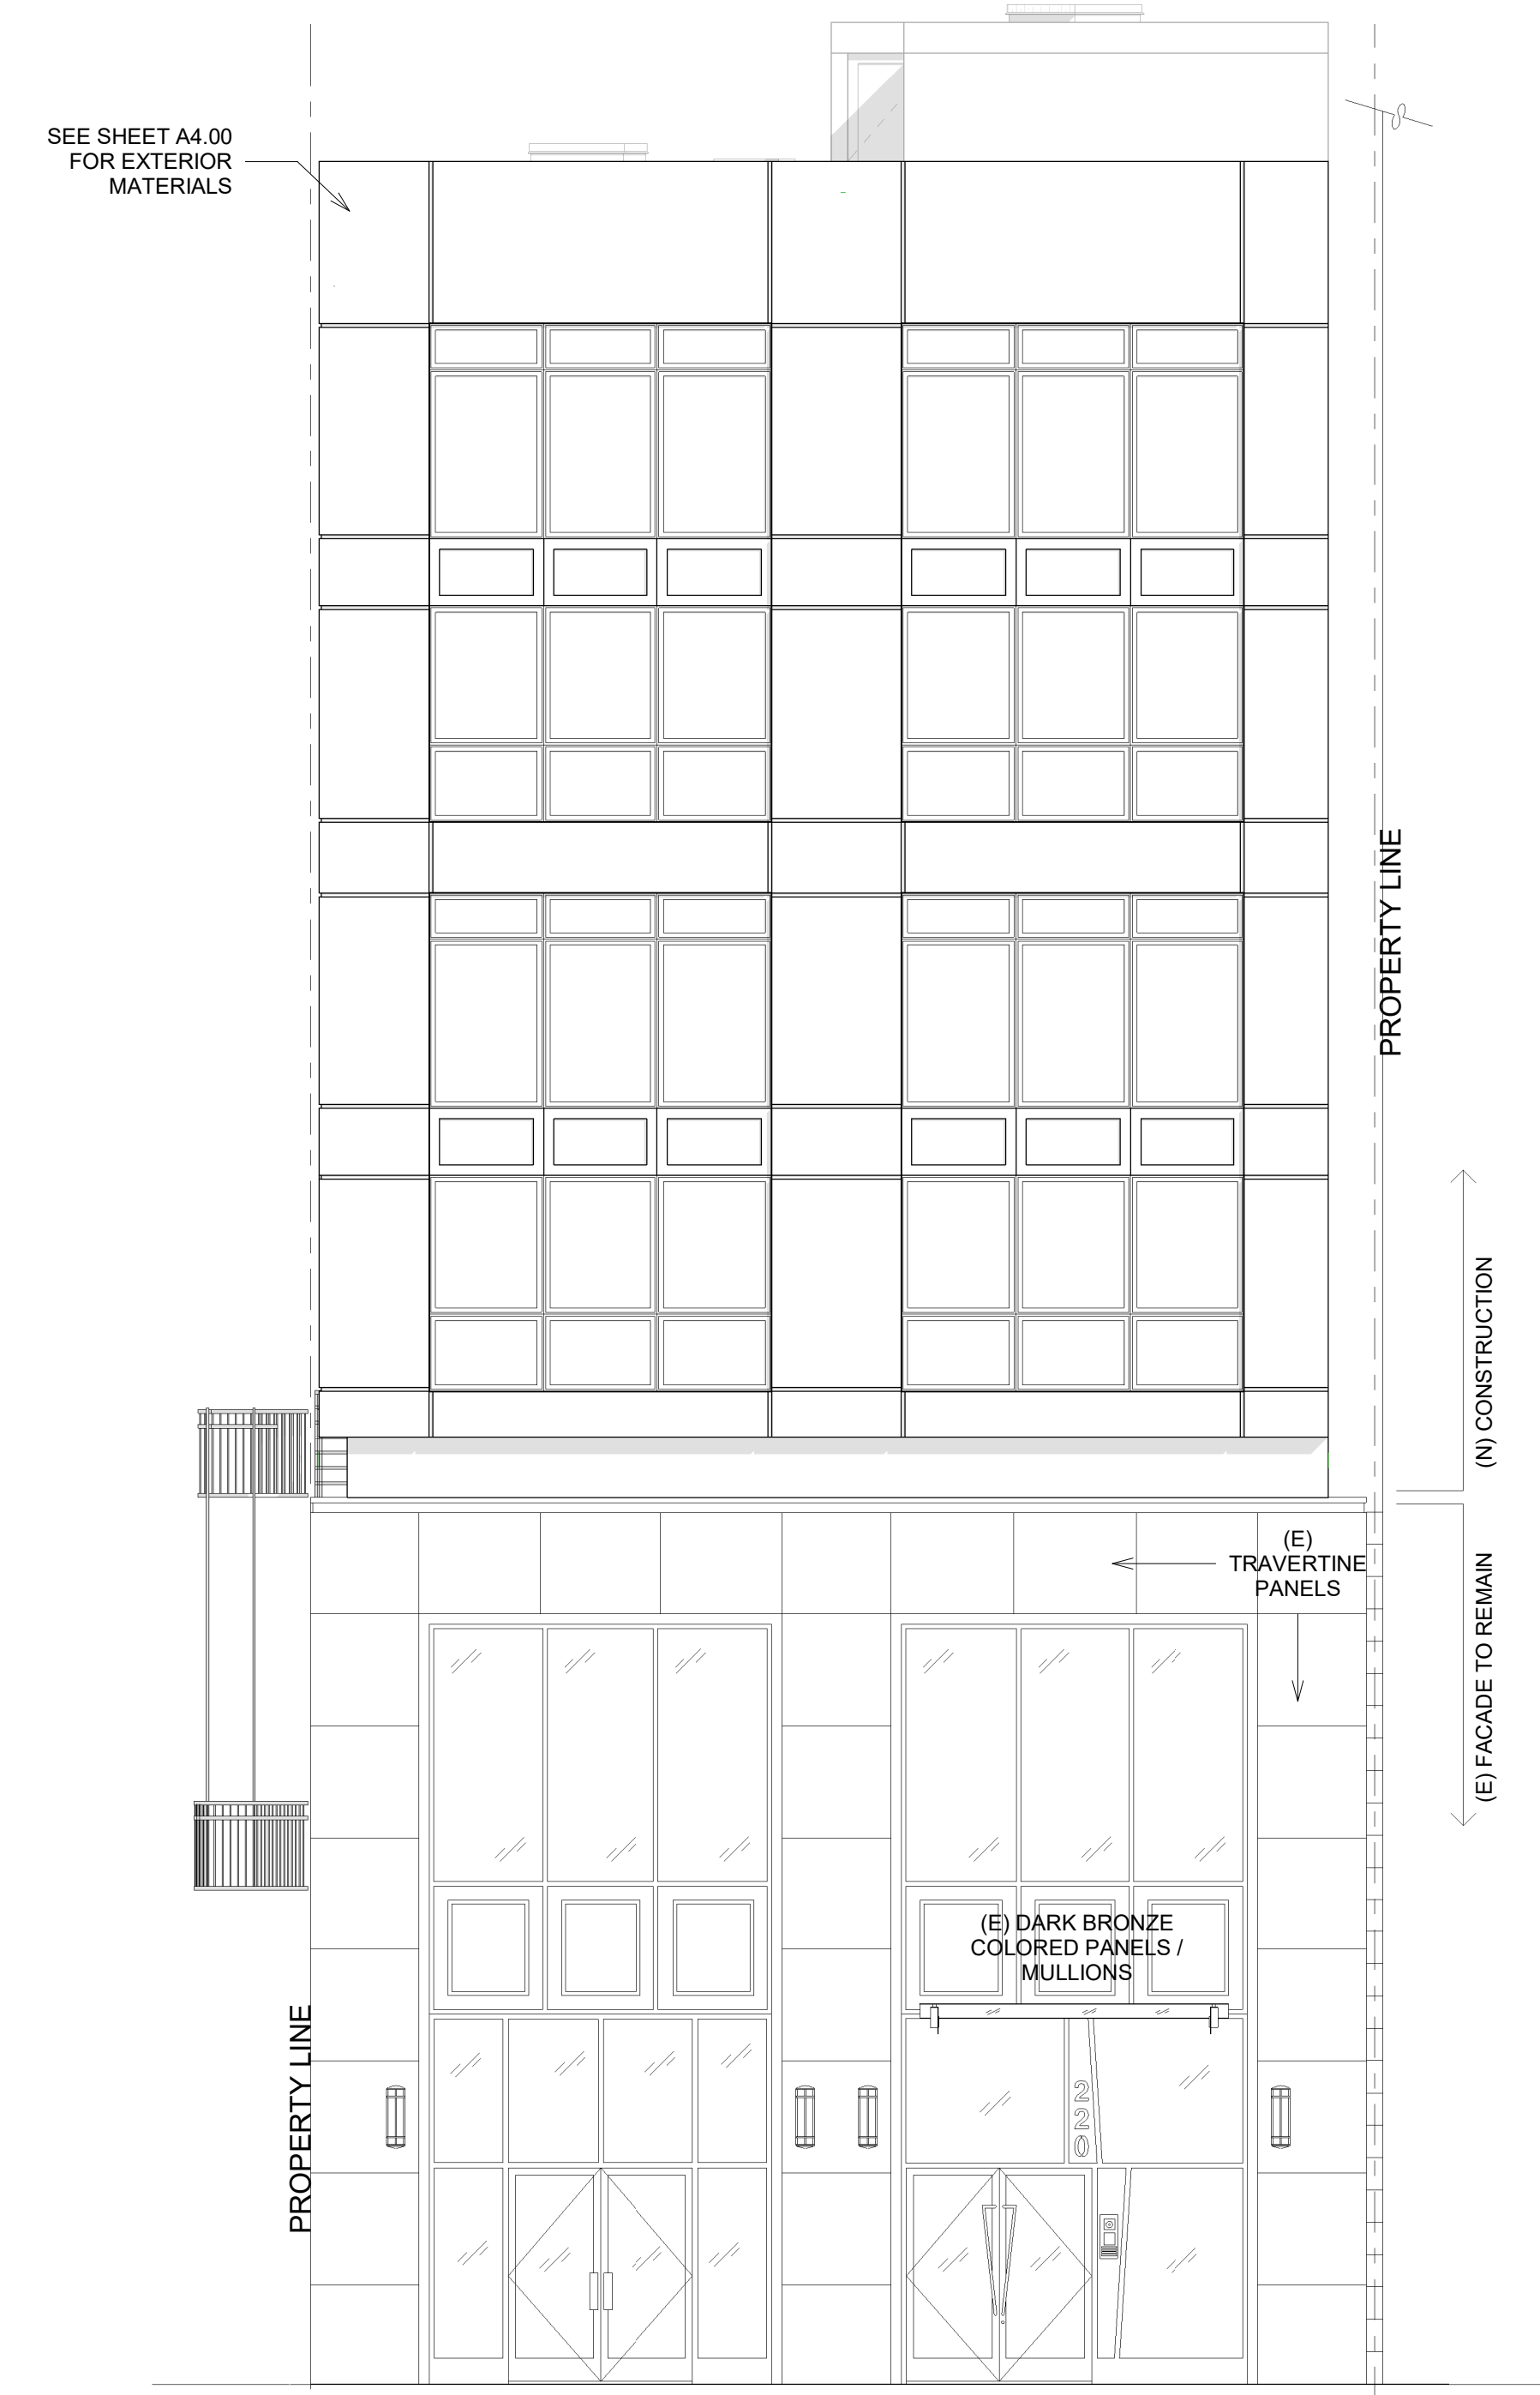 SEE SHEET A4.00
FOR EXTERIOR
MATERIALS
PROPERTY LINE
(N) CONSTRUCTION
(E)
TRAVERTINE
PANELS
(E) FACADE TO REMAIN
(E) DARK BRONZE
COLORED PANELS /
MULLIONS
PROPERTY LINE
220